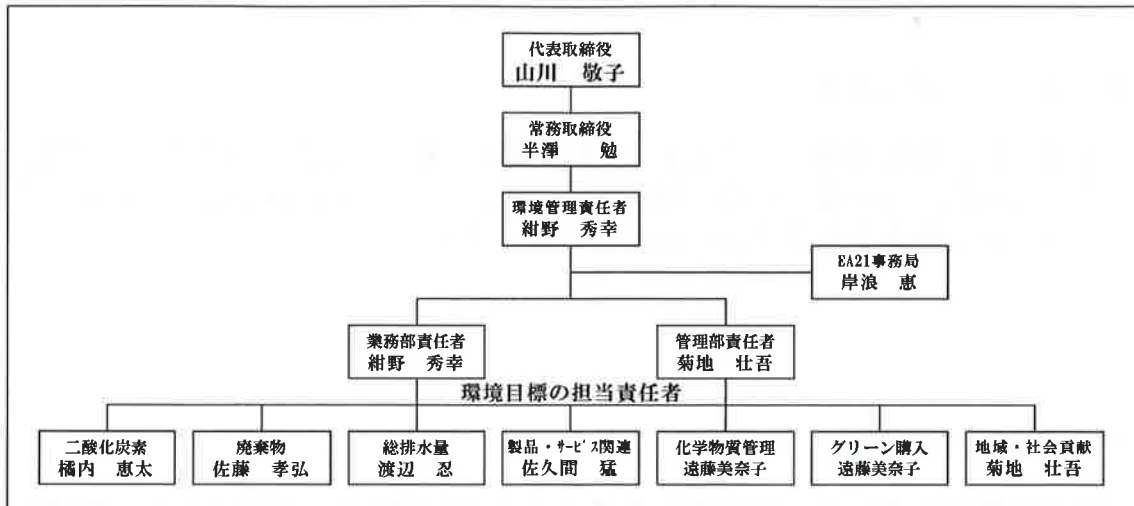 代表取締役
山川 敬子
常務取締役
半澤 勉
環境管理責任者
紺野 秀幸
EA21事務局
岸浪 恵
業務部責任者
紺野 秀幸
管理部責任者
菊地 壮吾
環境目標の担当責任者
二酸化炭素
橘内 恵太
廃棄物
佐藤 孝弘
総排水量
渡辺 忍
製品・サービス関連
佐久間 猛
化学物質管理
遠藤美奈子
グリーン購入
遠藤美奈子
地域・社会貢献
菊地 壮吾